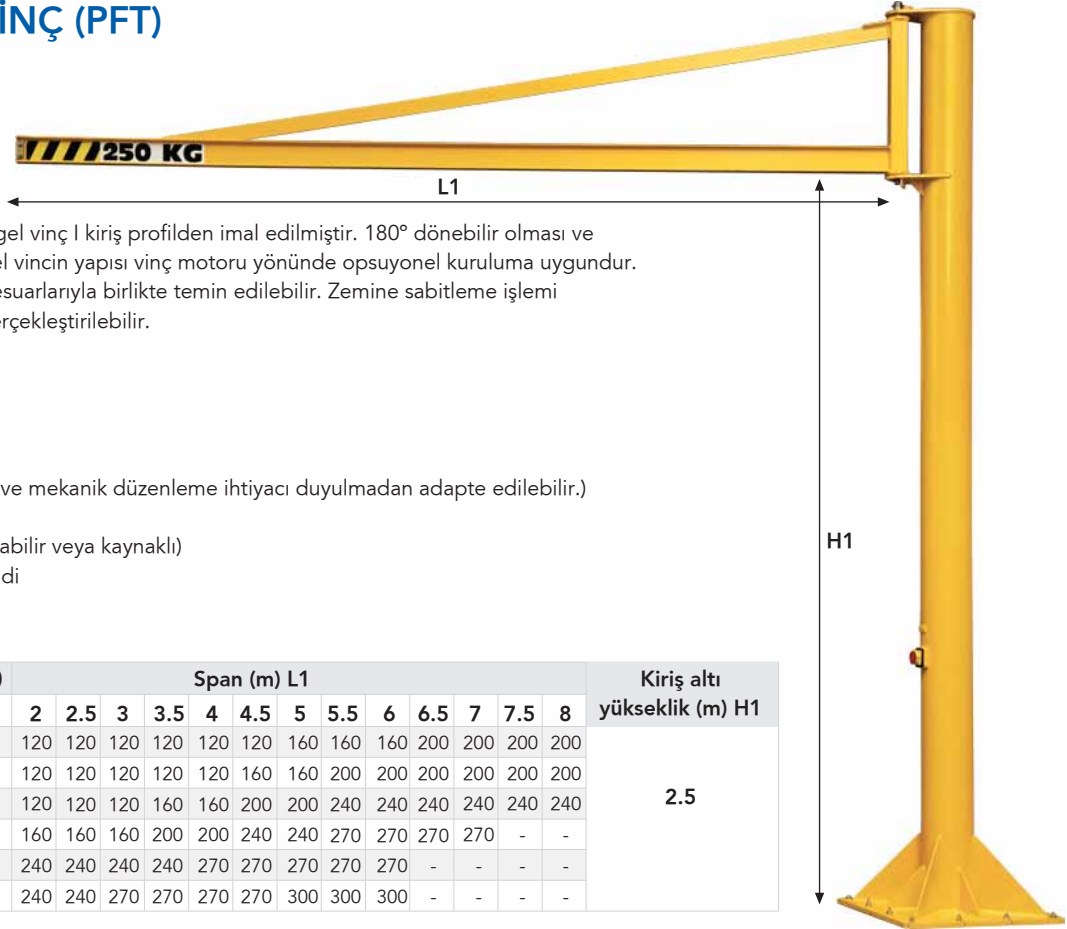 İNÇ (PFT)
250 KG
L1
gel vinç I kiriş profilden imal edilmiştir. 180° dönebilir olması ve
el vincin yapısı vinç motoru yönünde opsuyonel kuruluma uygundur.
esuarlarıyla birlikte temin edilebilir. Zemine sabitleme işlemi
erçekleştirilebilir.
ve mekanik düzenleme ihtiyacı duyulmadan adapte edilebilir.)
H1
abilir veya kaynaklı)
di
) Span (m) L1 Kiriş altı
yükseklik (m) H1
2 2.5 3 3.5 4 4.5 5 5.5 6 6.5 7 7.5 8
120 120 120 120 120 120 160 160 160 200 200 200 200
120 120 120 120 120 160 160 200 200 200 200 200 200
120 120 120 160 160 200 200 240 240 240 240 240 240
2.5
160 160 160 200 200 240 240 270 270 270 270 - -
240 240 240 240 270 270 270 270 270 - - - -
240 240 270 270 270 270 300 300 300 - - - -